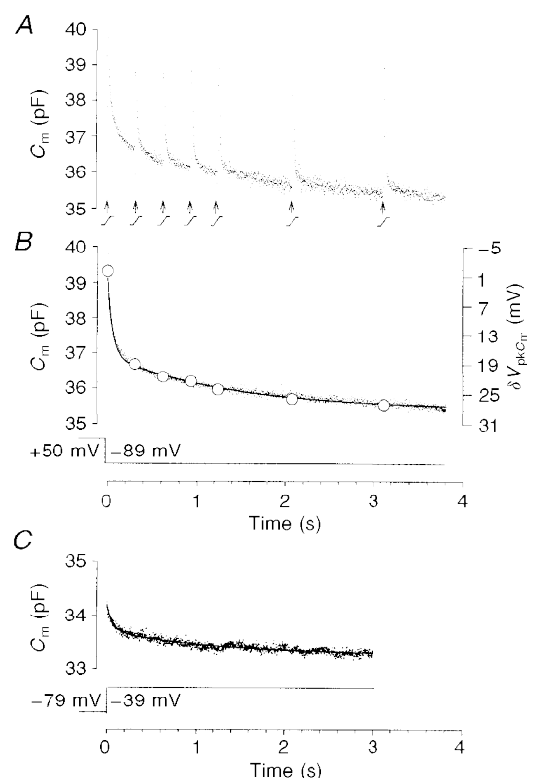 A
40
39
38
37
36
35
C_m (pF)
B
40
39
38
37
36
35
C_m (pF)
−5
1
7
13
19
25
31
δ V_pkC_m (mV)
+50 mV −89 mV
0 1 2 3 4
Time (s)
C
35
34
33
C_m (pF)
−79 mV −39 mV
0 1 2 3 4
Time (s)